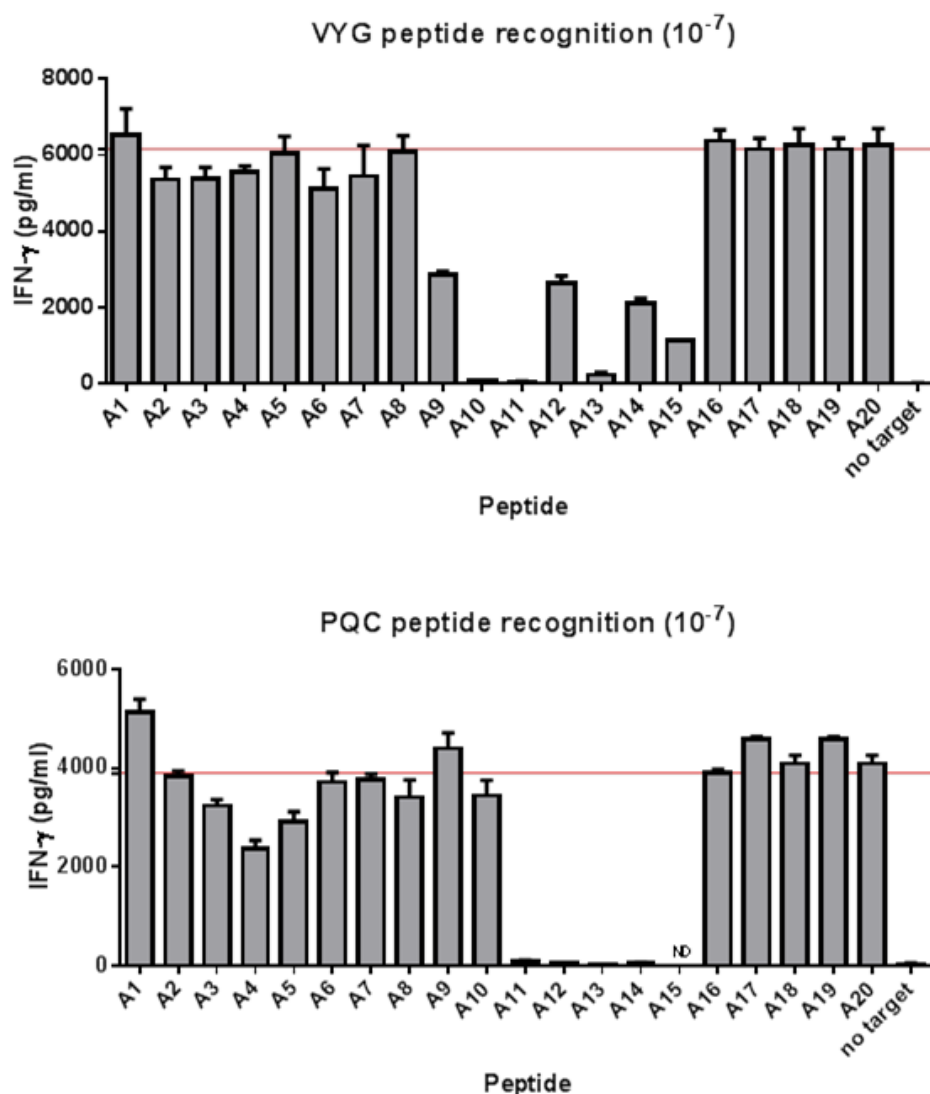 VYG peptide recognition (10⁻⁷)
IFN-γ (pg/ml)
8000
6000
4000
2000
0
A1 A2 A3 A4 A5 A6 A7 A8 A9 A10 A11 A12 A13 A14 A15 A16 A17 A18 A19 A20 no target
Peptide
PQC peptide recognition (10⁻⁷)
IFN-γ (pg/ml)
6000
4000
2000
0
ND
A1 A2 A3 A4 A5 A6 A7 A8 A9 A10 A11 A12 A13 A14 A15 A16 A17 A18 A19 A20 no target
Peptide